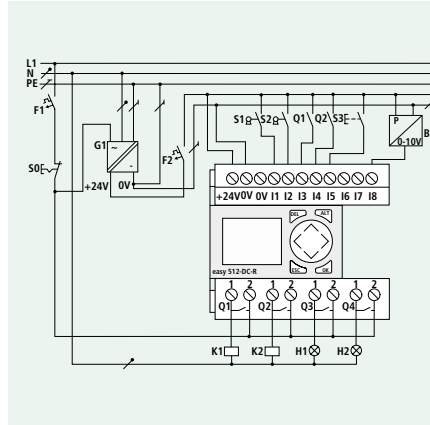 L1
N
PE
F1
S1 S2 Q1 Q2 S3
P
B
0-10V
G1 ~
-
F2
S0
+24V 0V
+24V 0V 0V I1 I2 I3 I4 I5 I6 I7 I8
DEL ALT
ESC OK
easy 512-DC-R
1 2 1 2 1 2 1 2
Q1 Q2 Q3 Q4
K1 K2 H1 H2